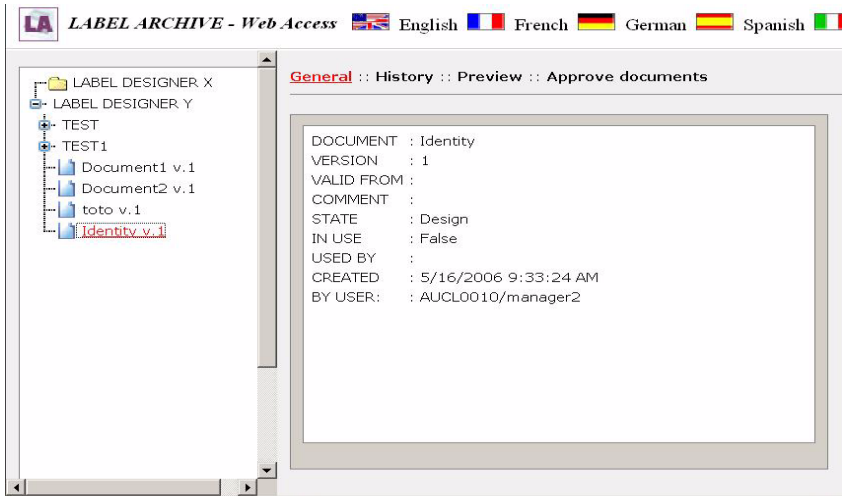 LA LABEL ARCHIVE - Web Access English French German Spanish
LABEL DESIGNER X
LABEL DESIGNER Y
TEST
TEST1
Document1 v.1
Document2 v.1
toto v.1
Identity v.1
General :: History :: Preview :: Approve documents
DOCUMENT : Identity
VERSION : 1
VALID FROM :
COMMENT :
STATE : Design
IN USE : False
USED BY :
CREATED : 5/16/2006 9:33:24 AM
BY USER: : AUCL0010/manager2